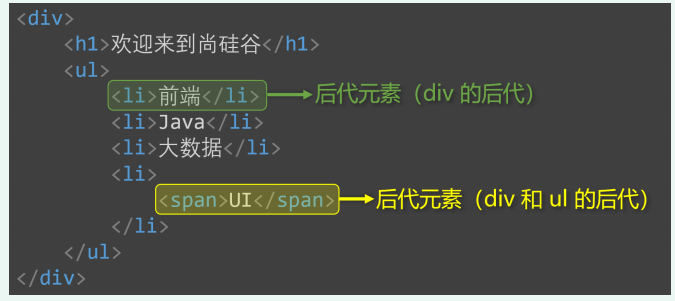 <div>
<h1>欢迎来到尚硅谷</h1>
<ul>
<li>前端</li> 后代元素（div 的后代）
<li>Java</li>
<li>大数据</li>
<li>
<span>UI</span> 后代元素（div 和 ul 的后代）
</li>
</ul>
</div>